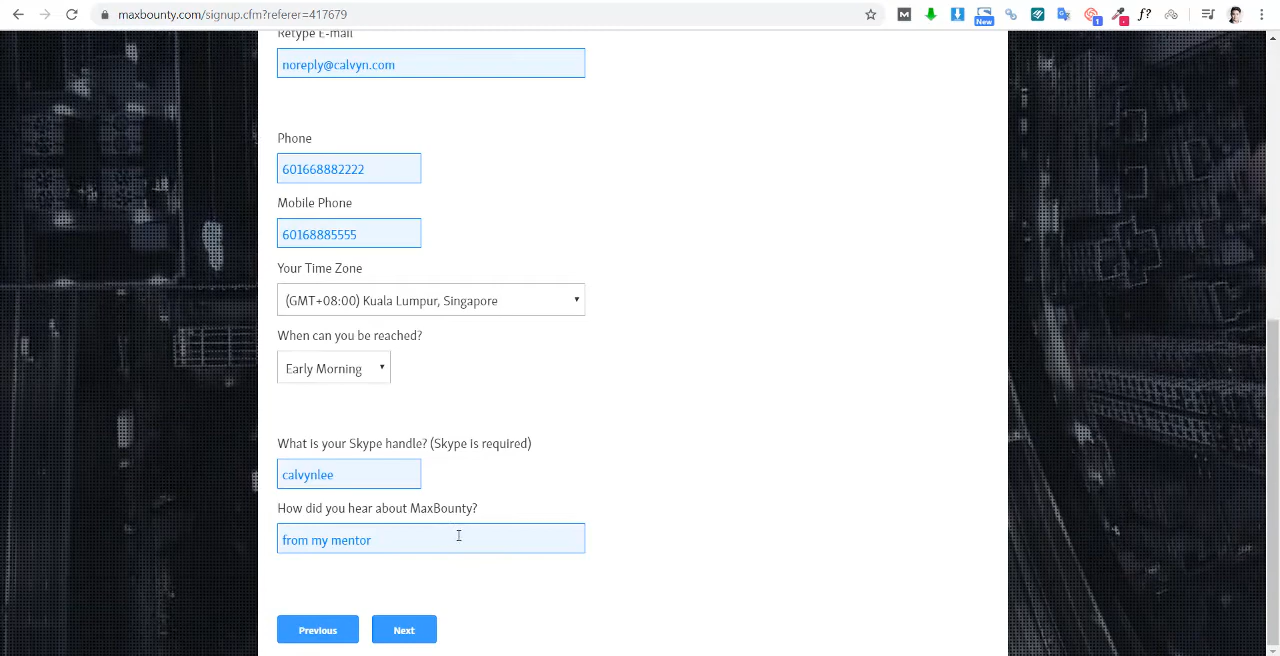 maxbounty.com/signup.cfm?referer=417679
New
1
f?
Retype E-mail
noreply@calvyn.com
Phone
601668882222
Mobile Phone
60168885555
Your Time Zone
(GMT+08:00) Kuala Lumpur, Singapore
When can you be reached?
Early Morning
What is your Skype handle? (Skype is required)
calvynlee
How did you hear about MaxBounty?
from my mentor
Previous Next